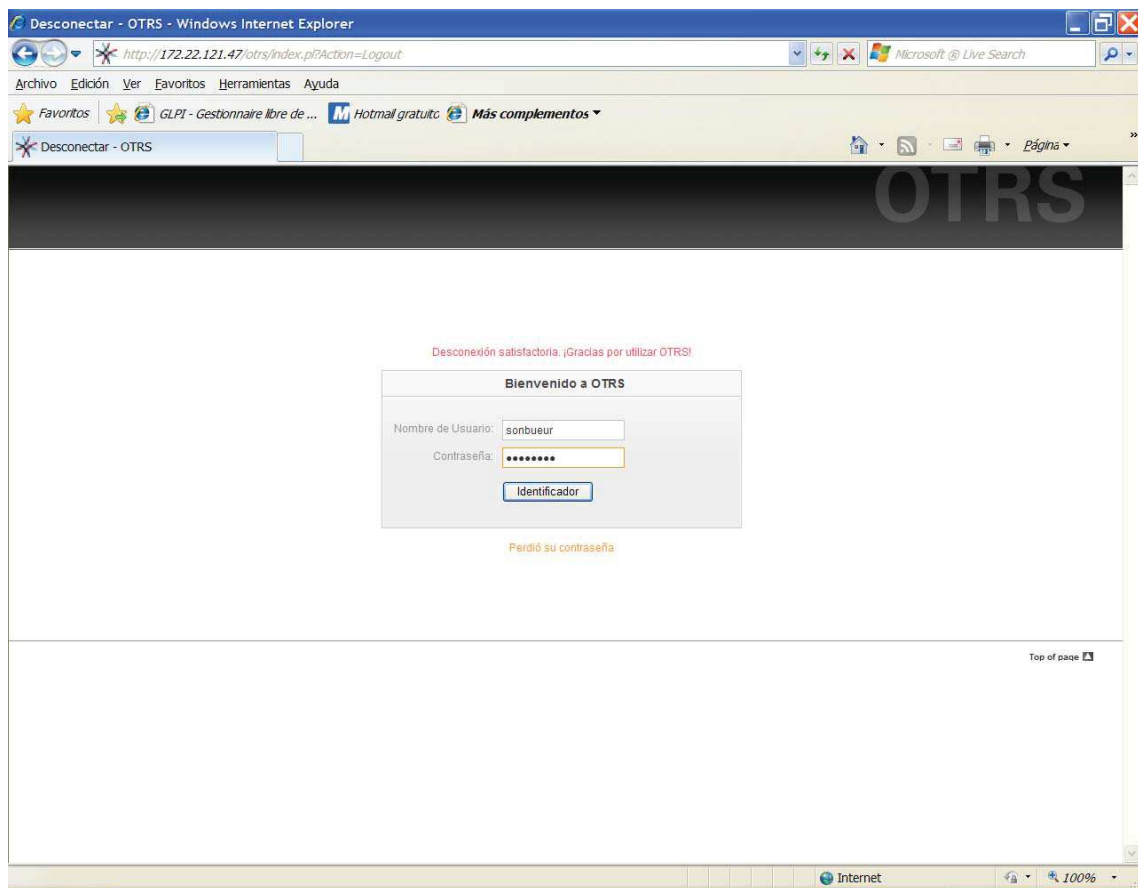 Desconectar - OTRS - Windows Internet Explorer
http://172.22.121.47/otrs/index.pl?Action=Logout
Microsoft ® Live Search
Archivo Edición Ver Favoritos Herramientas Ayuda
Favoritos GLPI - Gestionnaire libre de ... Hotmail gratuito Más complementos
Desconectar - OTRS
Página
»
OTRS
Desconexión satisfactoria. ¡Gracias por utilizar OTRS!
Bienvenido a OTRS
Nombre de Usuario: sonbueur
Contraseña: ••••••••
Identificador
Perdió su contraseña
Top of page
Internet
100%